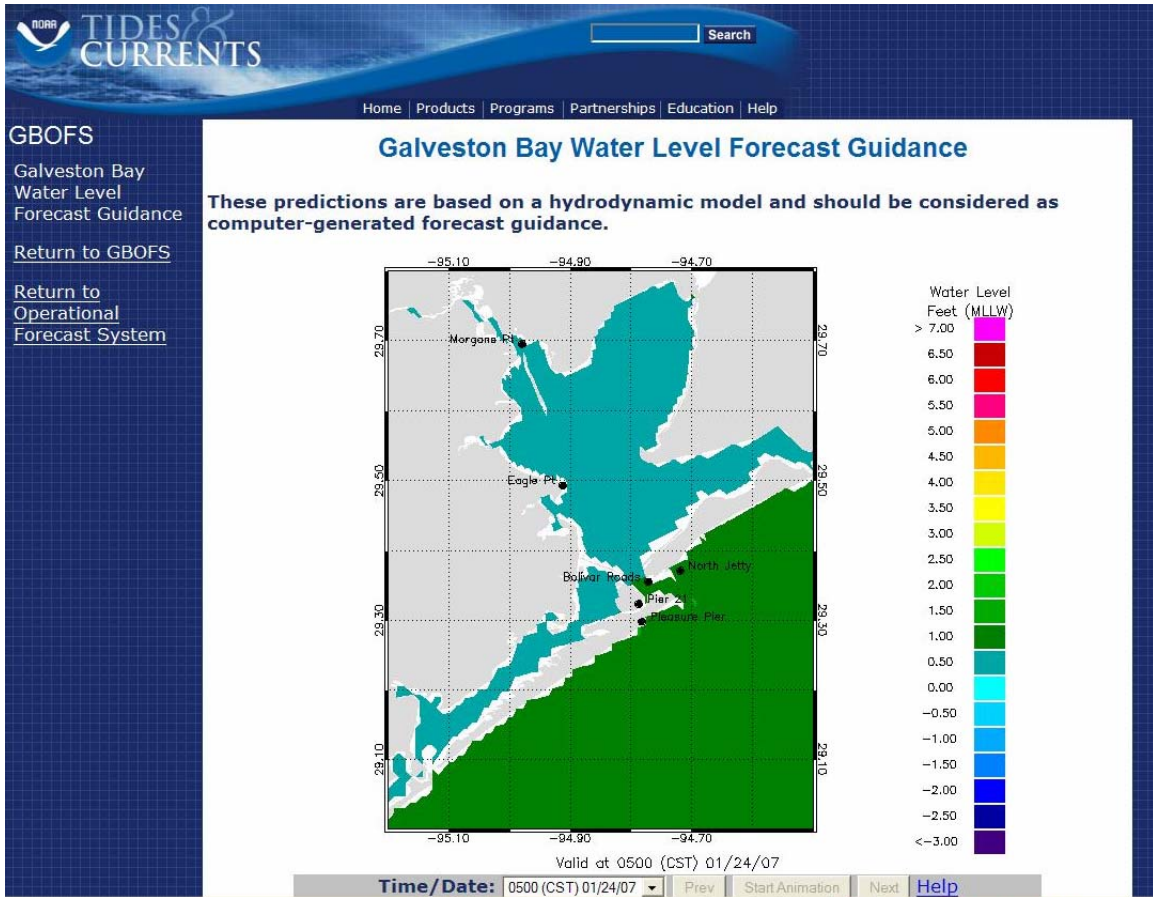 NOAA
TIDES &
CURRENTS
Search
Home | Products | Programs | Partnerships | Education | Help
GBOFS
Galveston Bay
Water Level
Forecast Guidance
Return to GBOFS
Return to
Operational
Forecast System
Galveston Bay Water Level Forecast Guidance
These predictions are based on a hydrodynamic model and should be considered as
computer-generated forecast guidance.
-95.10 -94.90 -94.70
29.70 29.70
29.50 29.50
29.30 29.30
29.10 29.10
Morgans Pt
Eagle Pt
Bolivar Roads
North Jetty
Pier 21
Pleasure Pier
-95.10 -94.90 -94.70
Valid at 0500 (CST) 01/24/07
Water Level
Feet (MLLW)
> 7.00
6.50
6.00
5.50
5.00
4.50
4.00
3.50
3.00
2.50
2.00
1.50
1.00
0.50
0.00
-0.50
-1.00
-1.50
-2.00
-2.50
<-3.00
Time/Date: 0500 (CST) 01/24/07 Prev Start Animation Next Help